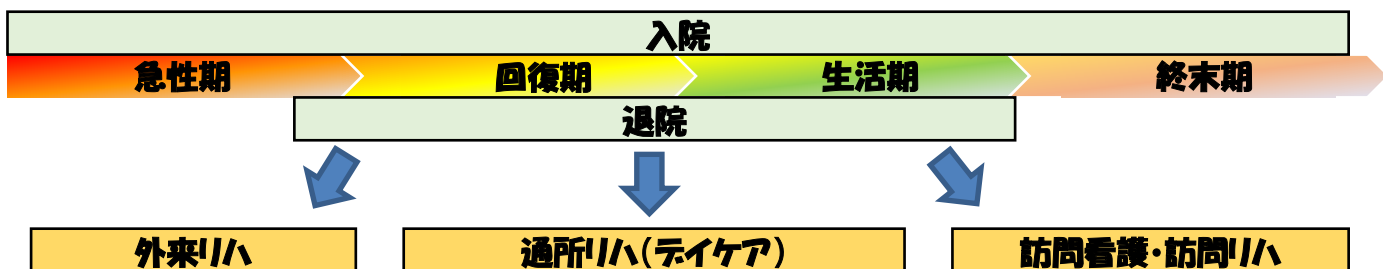 入院
急性期 回復期 生活期 終末期
退院
外来リハ 通所リハ(デイケア) 訪問看護・訪問リハ